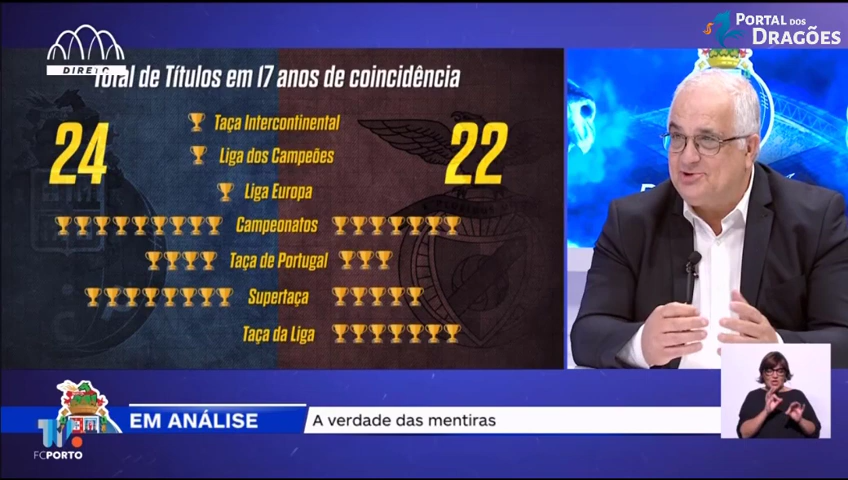 PORTAL DOS
DRAGÕES
DIRETO
Total de Títulos em 17 anos de coincidência
24
22
Taça Intercontinental
Liga dos Campeões
Liga Europa
Campeonatos
Taça de Portugal
Supertaça
Taça da Liga
EM ANÁLISE
A verdade das mentiras
FCPORTO